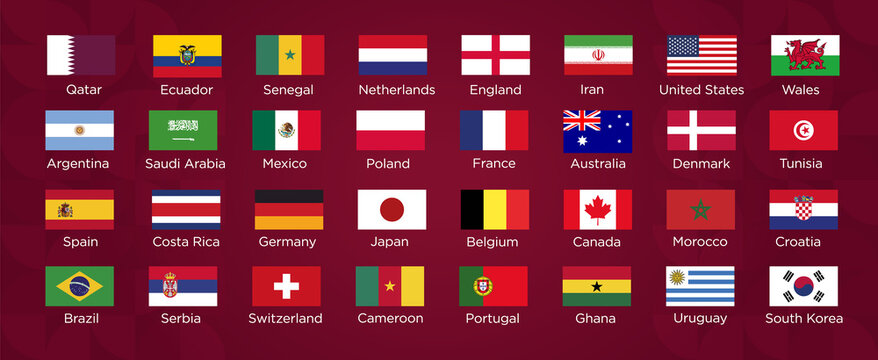 Qatar Ecuador Senegal Netherlands England Iran United States Wales
Argentina Saudi Arabia Mexico Poland France Australia Denmark Tunisia
Spain Costa Rica Germany Japan Belgium Canada Morocco Croatia
Brazil Serbia Switzerland Cameroon Portugal Ghana Uruguay South Korea